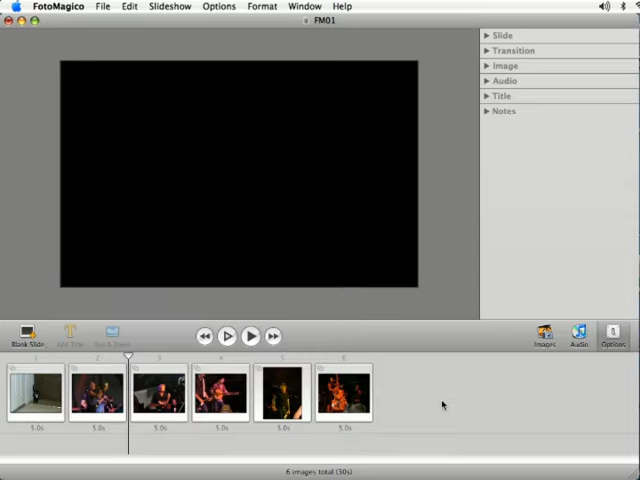 FotoMagico File Edit Slideshow Options Format Window Help
FM01
Slide
Transition
Image
Audio
Title
Notes
Blank Slide Add Title Pan & Zoom Images Audio Options
1 2 3 4 5 6
5.0s 5.0s 5.0s 5.0s 5.0s 5.0s
6 images total (30s)